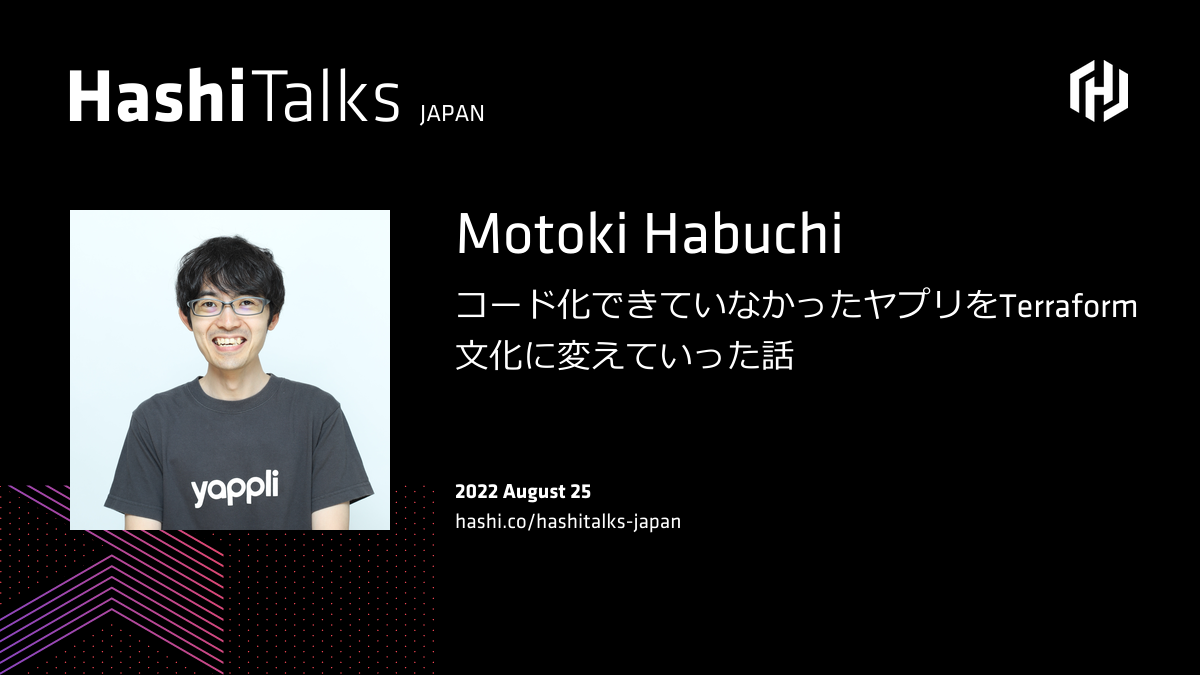 HashiTalks JAPAN
Motoki Habuchi
コード化できていなかったヤプリをTerraform
文化に変えていった話
yappli
2022 August 25
hashi.co/hashitalks-japan